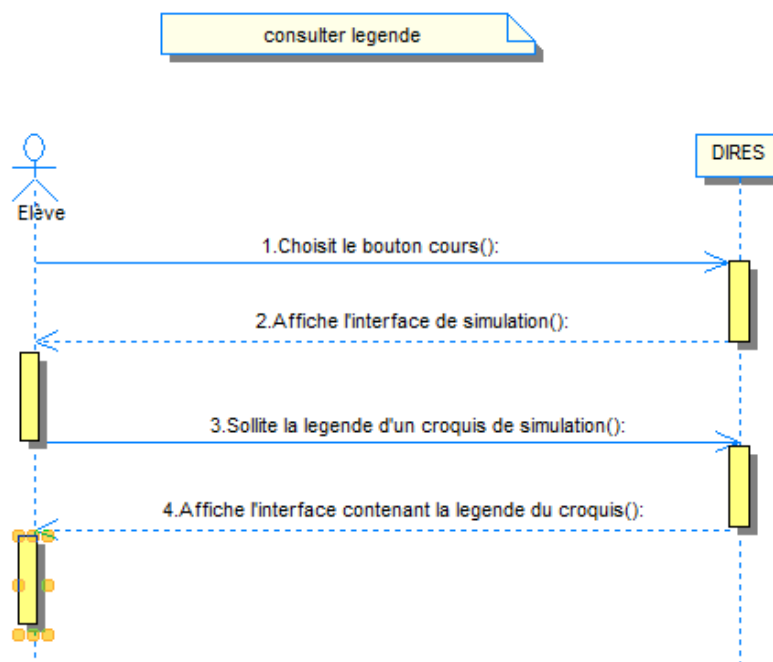 consulter legende
DIRES
Elève
1.Choisit le bouton cours():
2.Affiche l'interface de simulation():
3.Sollite la legende d'un croquis de simulation():
4.Affiche l'interface contenant la legende du croquis():